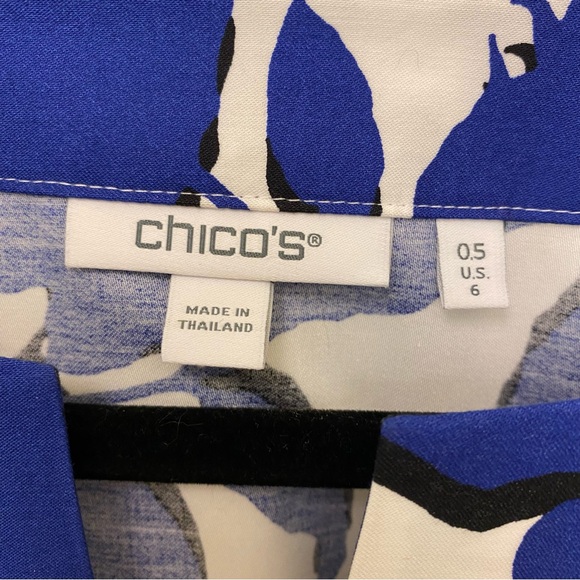 chico's®
MADE IN
THAILAND
0.5
U.S.
6